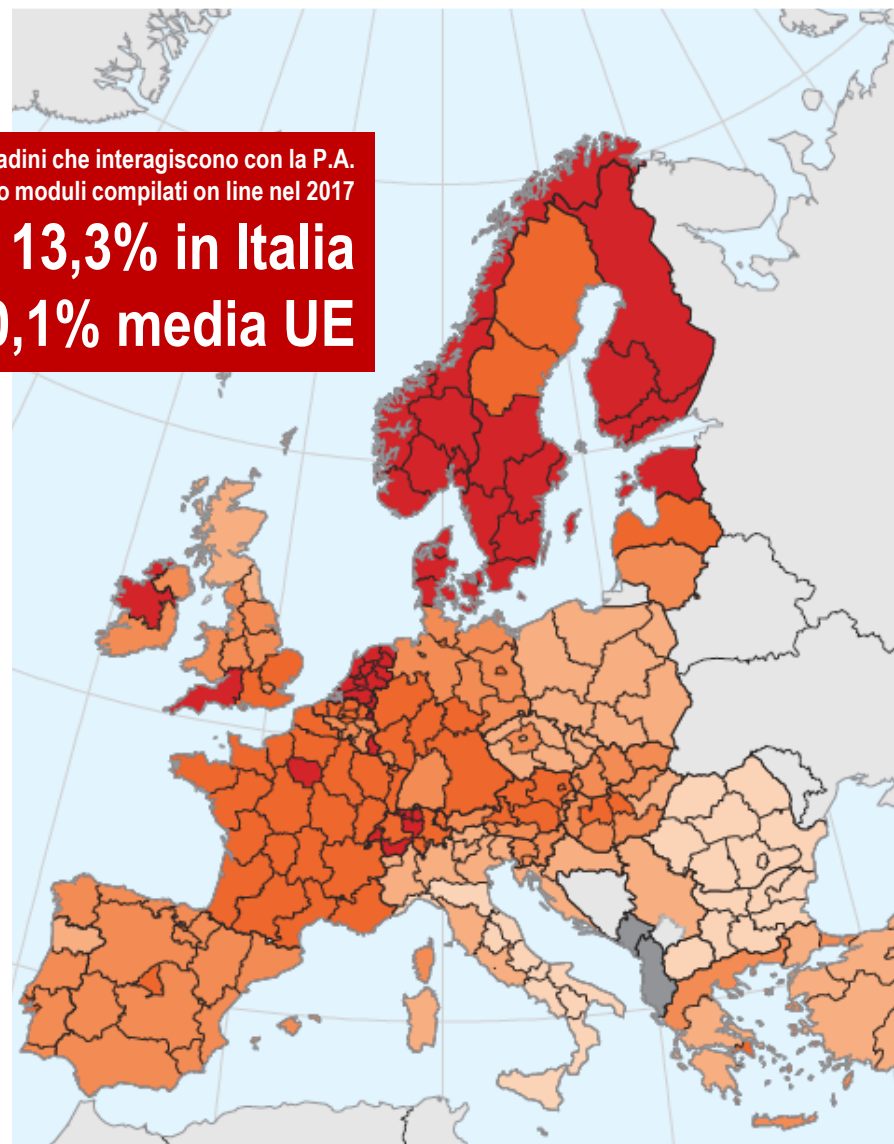 adini che interagiscono con la P.A.
o moduli compilati on line nel 2017
13,3% in Italia
0,1% media UE